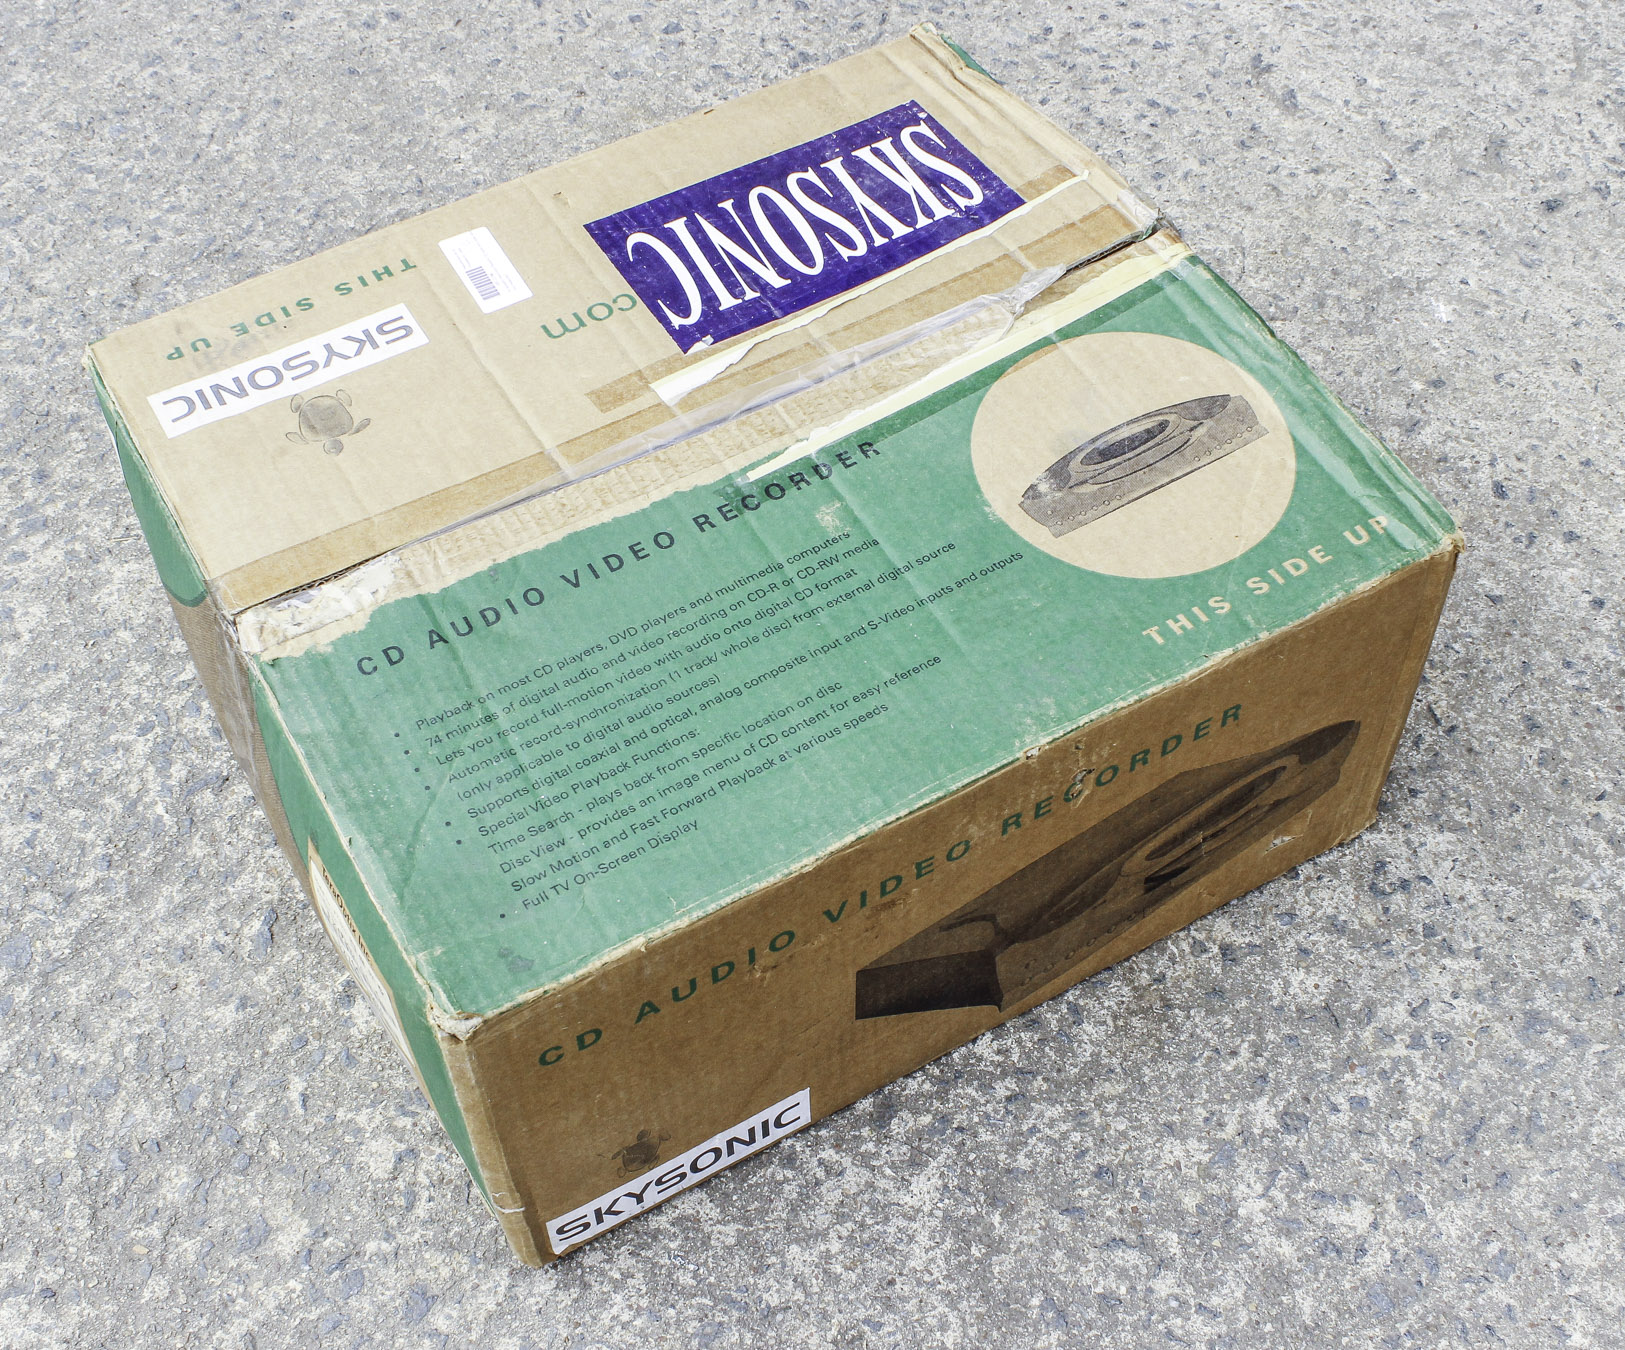 SKYSONIC
com
THIS SIDE UP
SKYSONIC
CD AUDIO VIDEO RECORDER
• Playback on most CD players, DVD players and multimedia computers
• 74 minutes of digital audio and video recording on CD-R or CD-RW media
• Lets you record full-motion video with audio onto digital CD format
• Automatic record-synchronization (1 track/ whole disc) from external digital source
(only applicable to digital audio sources)
• Supports digital coaxial and optical, analog composite input and S-Video inputs and outputs
• Special Video Playback Functions:
Time Search - plays back from specific location on disc
Disc View - provides an image menu of CD content for easy reference
Slow Motion and Fast Forward Playback at various speeds
• Full TV On-Screen Display
THIS SIDE UP
CD AUDIO VIDEO RECORDER
SKYSONIC